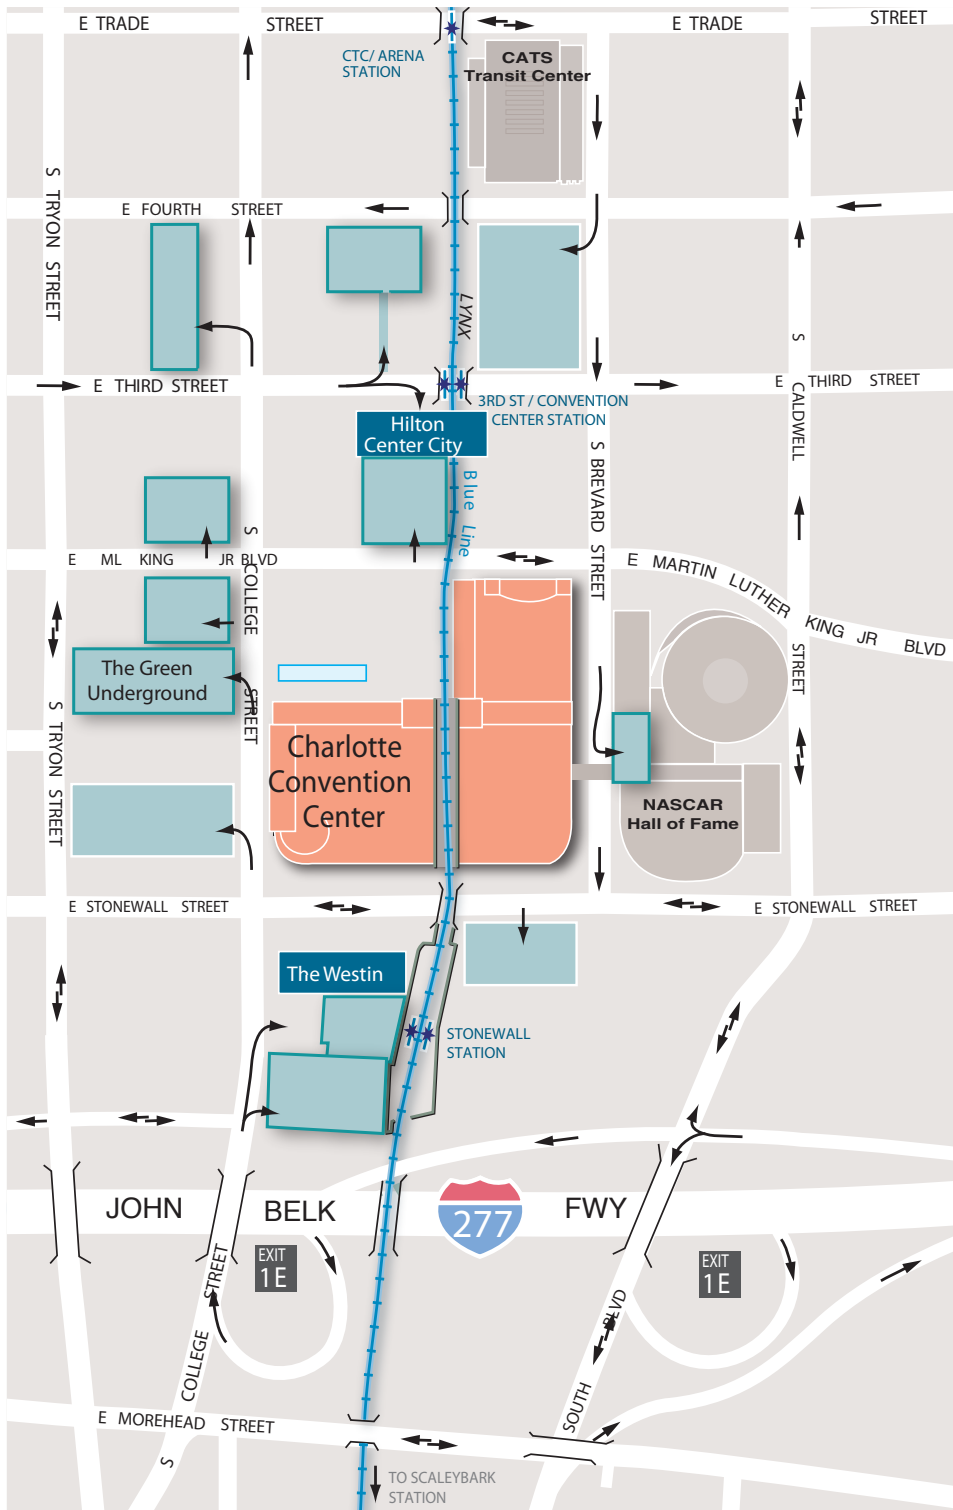 E TRADE STREET
E TRADE STREET
CTC/ ARENA
STATION
CATS
Transit Center
S TRYON STREET
E FOURTH STREET
LYNX
S CALDWELL STREET
E THIRD STREET
E THIRD STREET
3RD ST / CONVENTION
CENTER STATION
Hilton
Center City
Blue Line
S BREVARD STREET
S COLLEGE STREET
E ML KING JR BLVD
E MARTIN LUTHER KING JR BLVD
The Green
Underground
S TRYON STREET
Charlotte
Convention
Center
NASCAR
Hall of Fame
E STONEWALL STREET
E STONEWALL STREET
The Westin
STONEWALL
STATION
JOHN BELK FWY
277
EXIT
1E
EXIT
1E
S COLLEGE STREET
SOUTH BLVD
E MOREHEAD STREET
TO SCALEYBARK
STATION